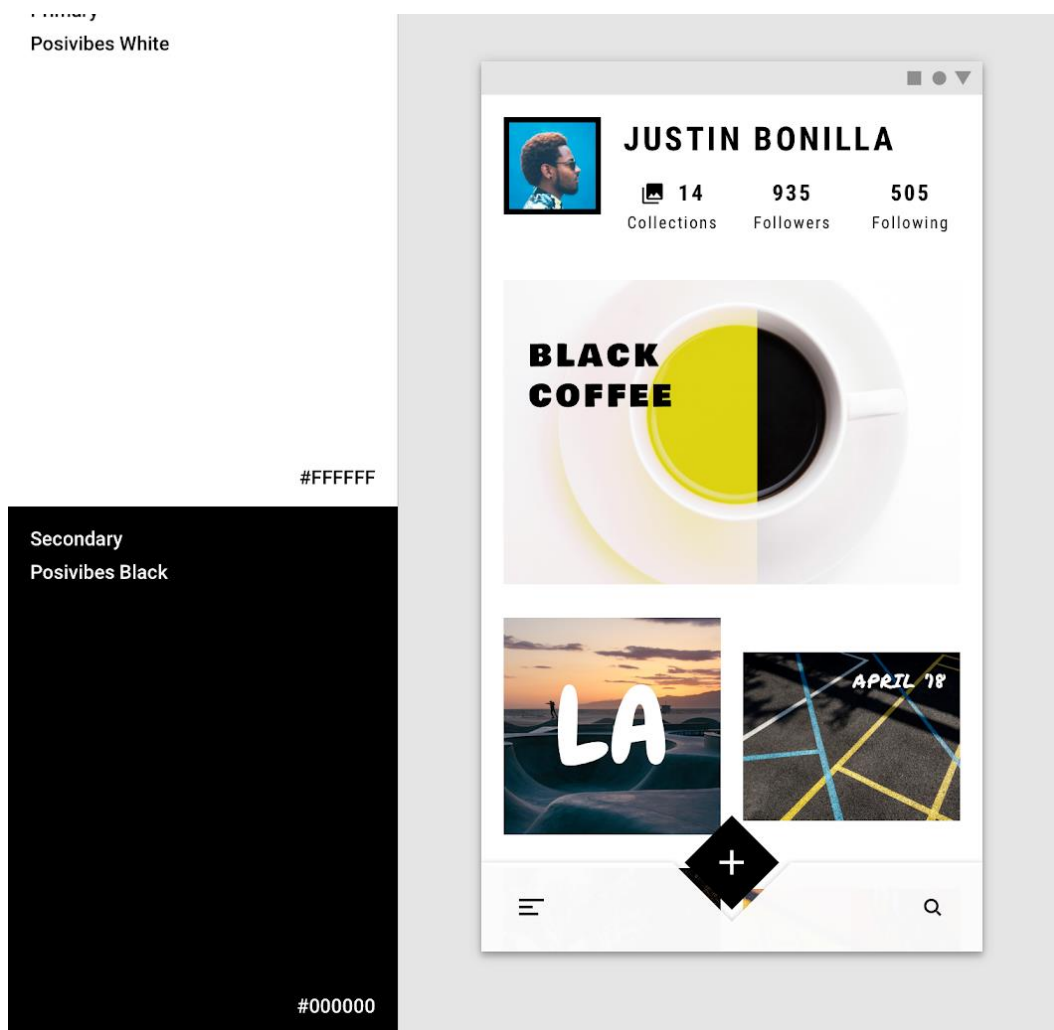 Primary
Posivibes White
#FFFFFF
Secondary
Posivibes Black
#000000
JUSTIN BONILLA
14 935 505
Collections Followers Following
BLACK
COFFEE
LA
APRIL '18